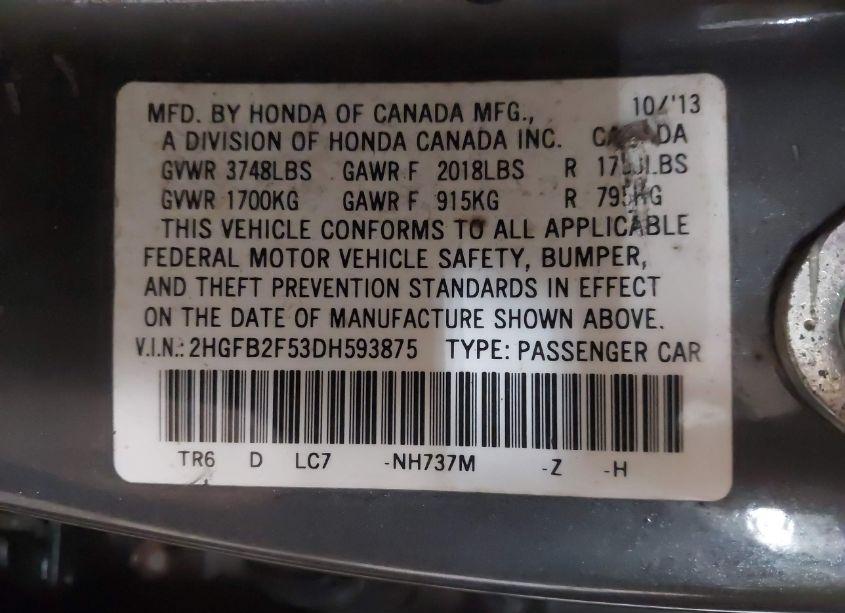 MFD. BY HONDA OF CANADA MFG., 10/'13
A DIVISION OF HONDA CANADA INC.
GVWR 3748LBS GAWR F 2018LBS R
GVWR 1700KG GAWR F 915KG R 795KG
THIS VEHICLE CONFORMS TO ALL APPLICABLE
FEDERAL MOTOR VEHICLE SAFETY, BUMPER,
AND THEFT PREVENTION STANDARDS IN EFFECT
ON THE DATE OF MANUFACTURE SHOWN ABOVE.
V.I.N.: 2HGFB2F53DH593875 TYPE: PASSENGER CAR
TR6 D LC7 -NH737M -Z -H